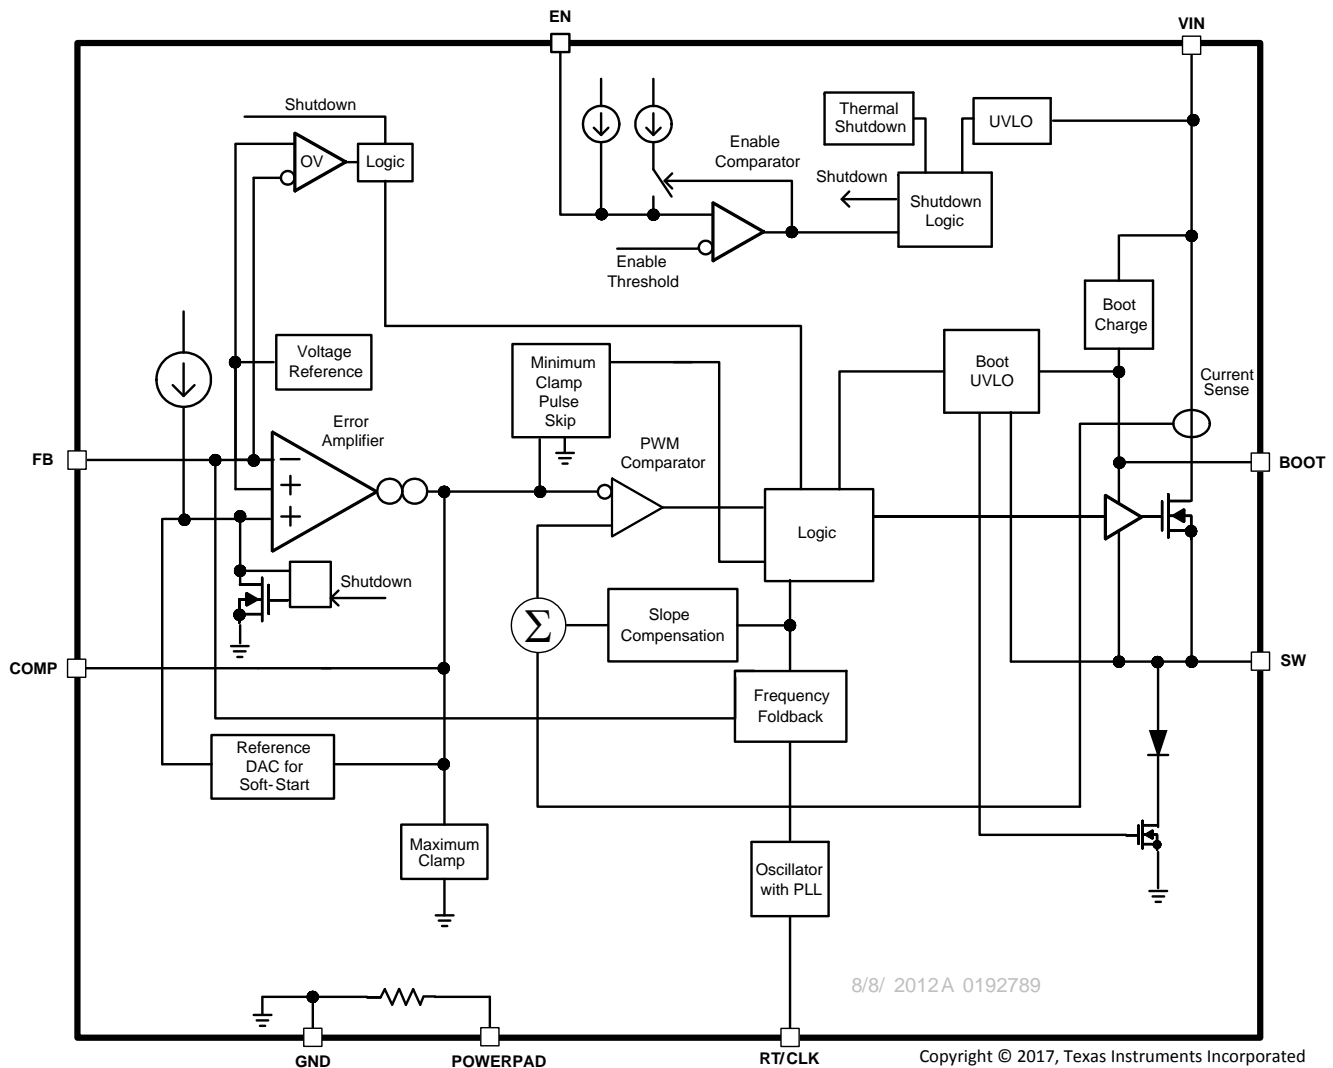 EN
VIN
Shutdown
OV
Logic
Enable
Comparator
Thermal
Shutdown
UVLO
Shutdown
Shutdown
Logic
Enable
Threshold
Boot
Charge
Voltage
Reference
Minimum
Clamp
Pulse
Skip
Boot
UVLO
Current
Sense
Error
Amplifier
PWM
Comparator
FB
BOOT
−
+
+
Logic
Shutdown
Σ
Slope
Compensation
COMP
SW
Frequency
Foldback
Reference
DAC for
Soft-Start
Maximum
Clamp
Oscillator
with PLL
8/8/ 2012A 0192789
GND
POWERPAD
RT/CLK
Copyright © 2017, Texas Instruments Incorporated